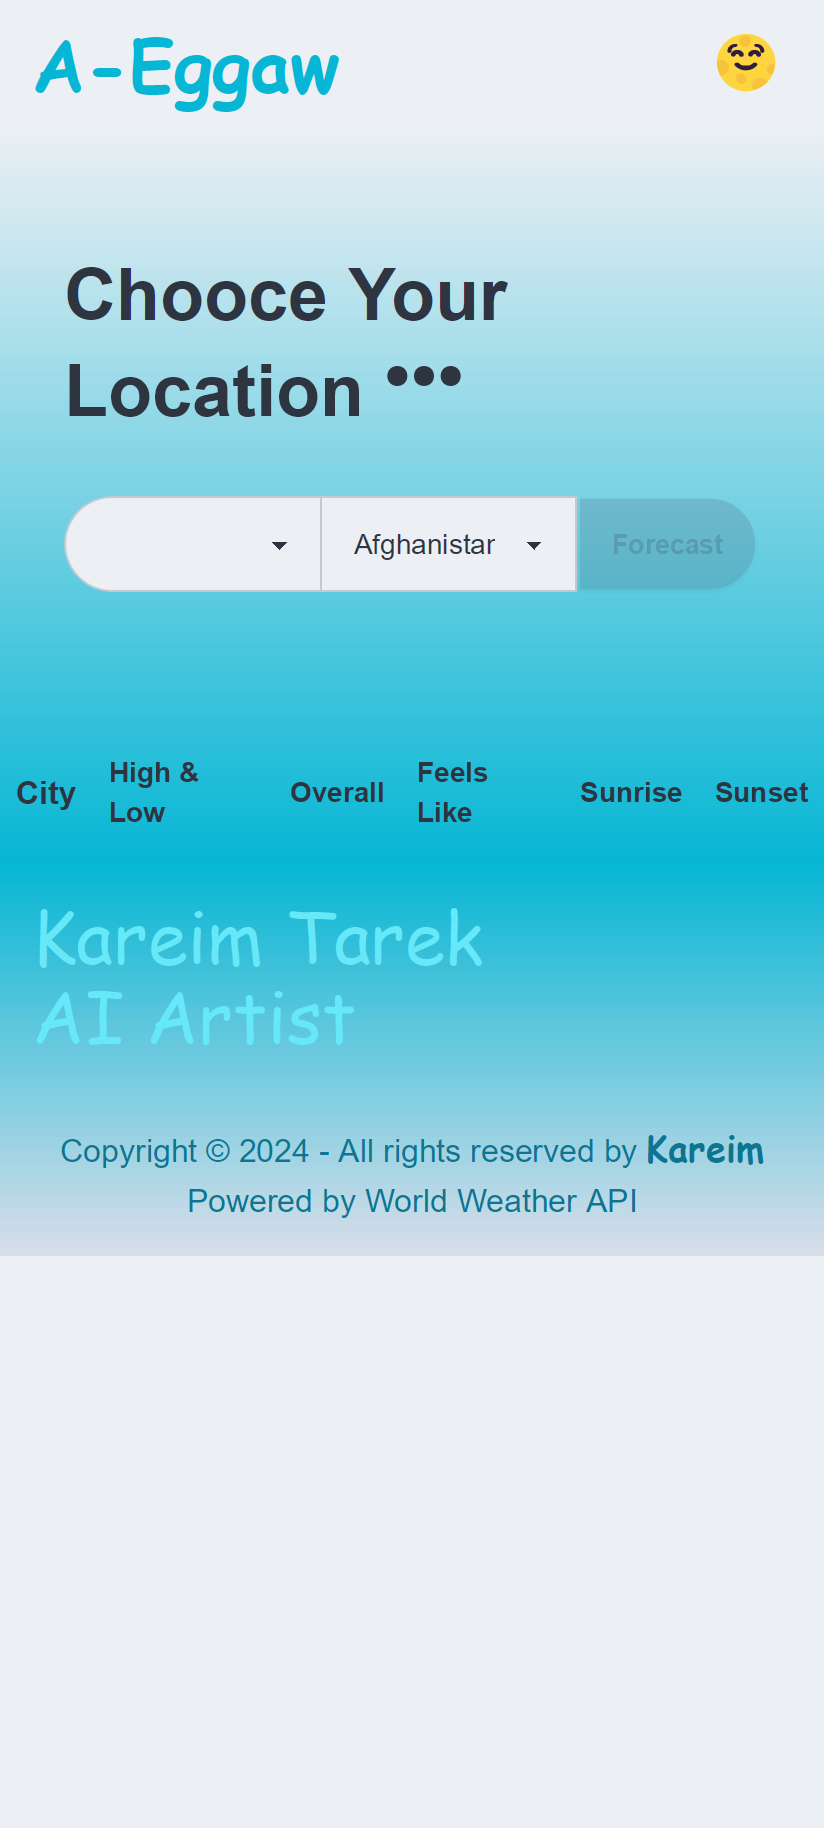 A-Eggaw
Chooce Your
Location •••
Afghanistar
Forecast
City High & Low Overall Feels Like Sunrise Sunset
Kareim Tarek
AI Artist
Copyright © 2024 - All rights reserved by Kareim
Powered by World Weather API